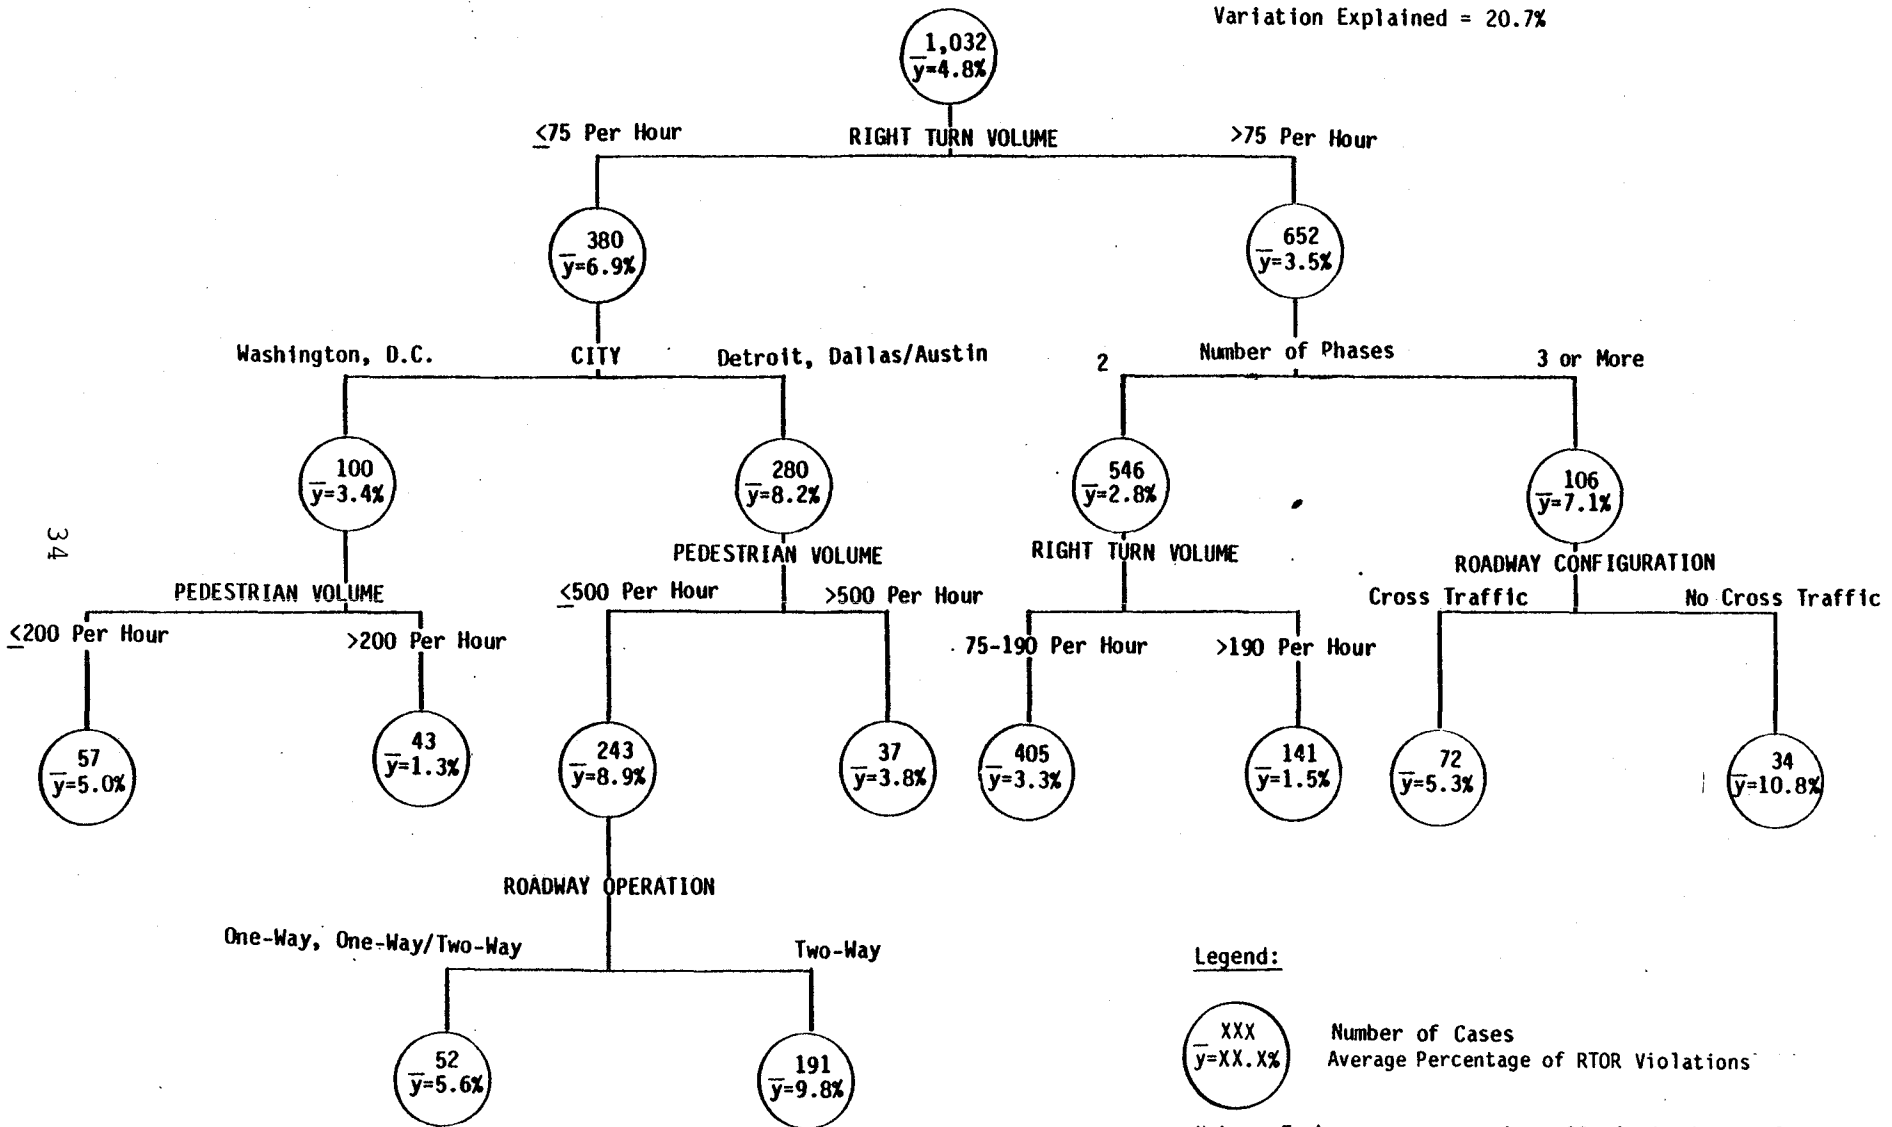 Variation Explained = 20.7%
1,032
y=4.8%
≤75 Per Hour
RIGHT TURN VOLUME
>75 Per Hour
380
y=6.9%
652
y=3.5%
Washington, D.C.
CITY
Detroit, Dallas/Austin
2
Number of Phases
3 or More
100
y=3.4%
280
y=8.2%
546
y=2.8%
106
y=7.1%
34
PEDESTRIAN VOLUME
≤200 Per Hour
>200 Per Hour
PEDESTRIAN VOLUME
≤500 Per Hour
>500 Per Hour
RIGHT TURN VOLUME
75-190 Per Hour
>190 Per Hour
ROADWAY CONFIGURATION
Cross Traffic
No Cross Traffic
57
y=5.0%
43
y=1.3%
243
y=8.9%
37
y=3.8%
405
y=3.3%
141
y=1.5%
72
y=5.3%
34
y=10.8%
ROADWAY OPERATION
One-Way, One-Way/Two-Way
Two-Way
52
y=5.6%
191
y=9.8%
Legend:
XXX
y=XX.X%
Number of Cases
Average Percentage of RTOR Violations